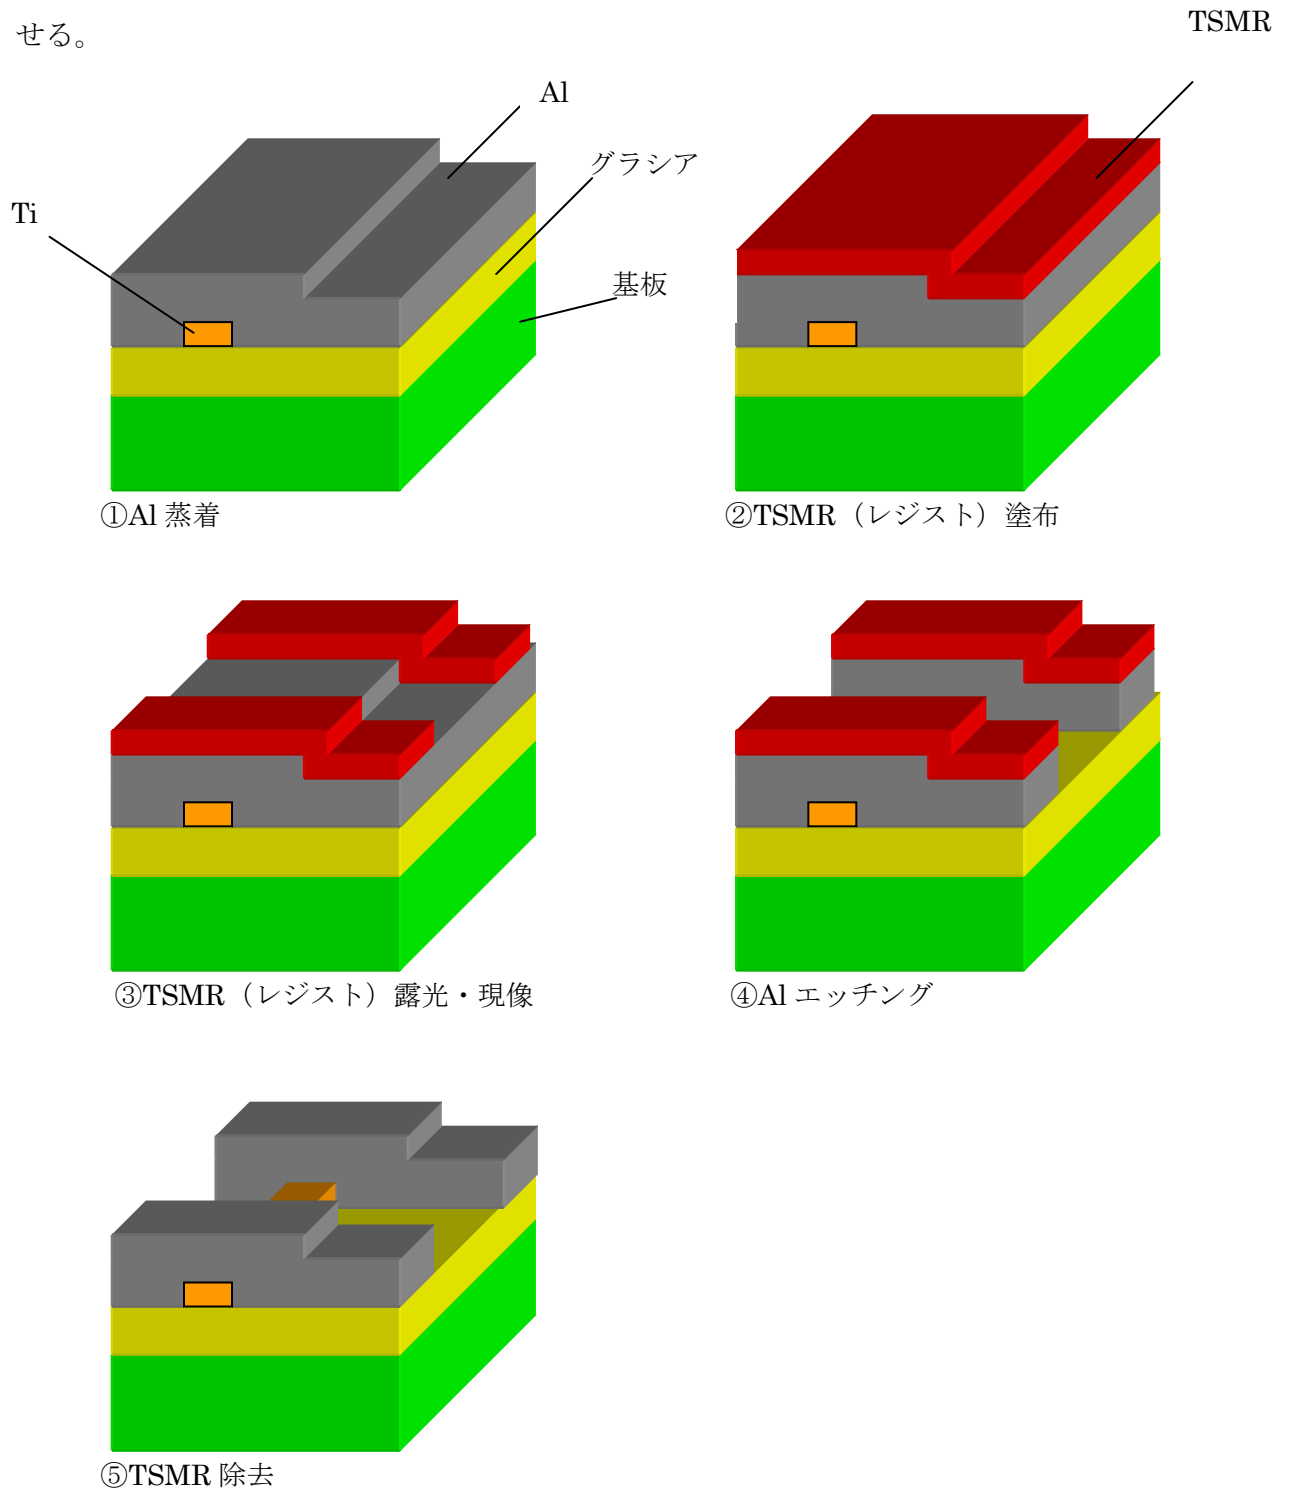 せる。
TSMR
Al
グラシア
Ti
基板
①Al 蒸着
②TSMR（レジスト）塗布
③TSMR（レジスト）露光・現像
④Al エッチング
⑤TSMR 除去